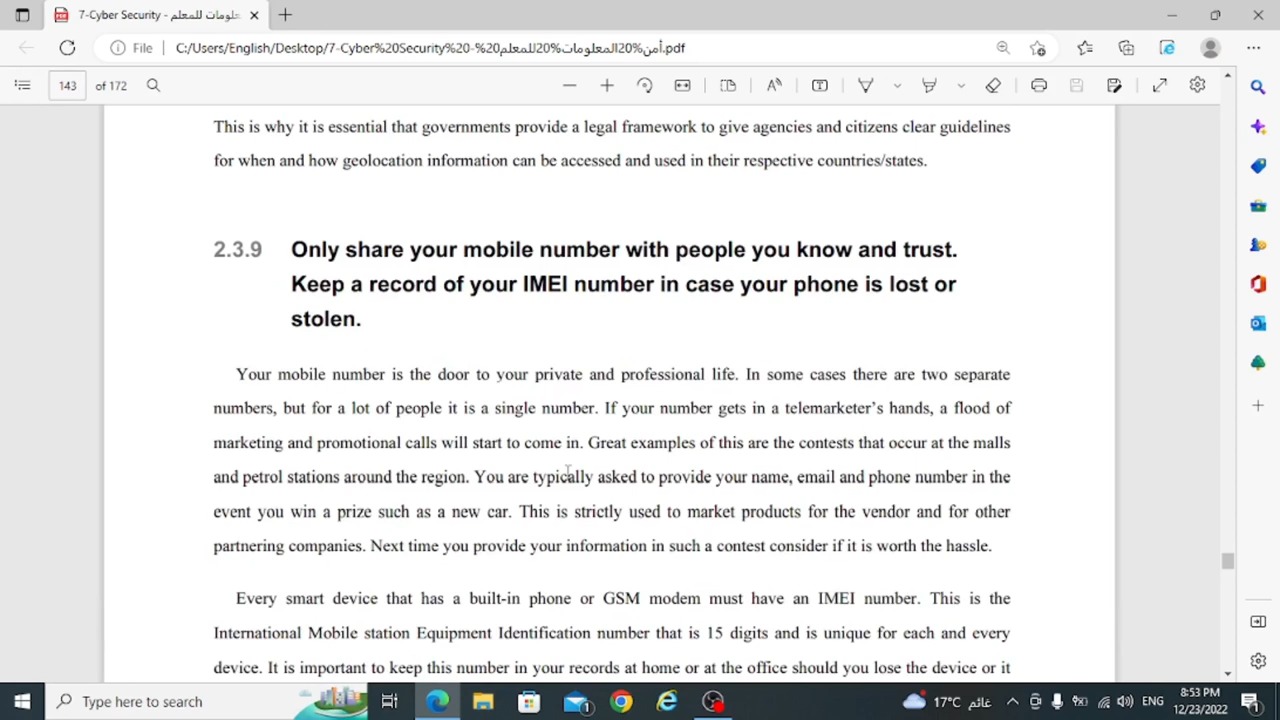 7-Cyber Security - أمن المعلومات للمعلم
File
C:/Users/English/Desktop/7-Cyber%20Security%20-%20أمن%20المعلومات%20للمعلم.pdf
143 of 172
This is why it is essential that governments provide a legal framework to give agencies and citizens clear guidelines
for when and how geolocation information can be accessed and used in their respective countries/states.
2.3.9 Only share your mobile number with people you know and trust.
Keep a record of your IMEI number in case your phone is lost or
stolen.
Your mobile number is the door to your private and professional life. In some cases there are two separate
numbers, but for a lot of people it is a single number. If your number gets in a telemarketer's hands, a flood of
marketing and promotional calls will start to come in. Great examples of this are the contests that occur at the malls
and petrol stations around the region. You are typically asked to provide your name, email and phone number in the
event you win a prize such as a new car. This is strictly used to market products for the vendor and for other
partnering companies. Next time you provide your information in such a contest consider if it is worth the hassle.
Every smart device that has a built-in phone or GSM modem must have an IMEI number. This is the
International Mobile station Equipment Identification number that is 15 digits and is unique for each and every
device. It is important to keep this number in your records at home or at the office should you lose the device or it
Type here to search
1
17°C غائم
ENG
8:53 PM
12/23/2022
1